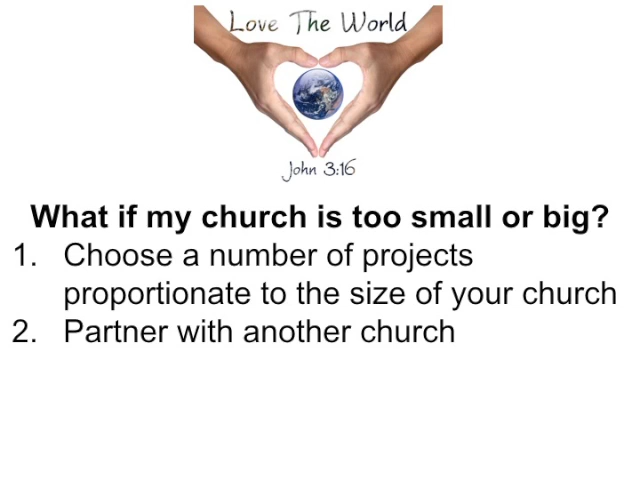 Love The World
John 3:16
What if my church is too small or big?
1. Choose a number of projects
proportionate to the size of your church
2. Partner with another church